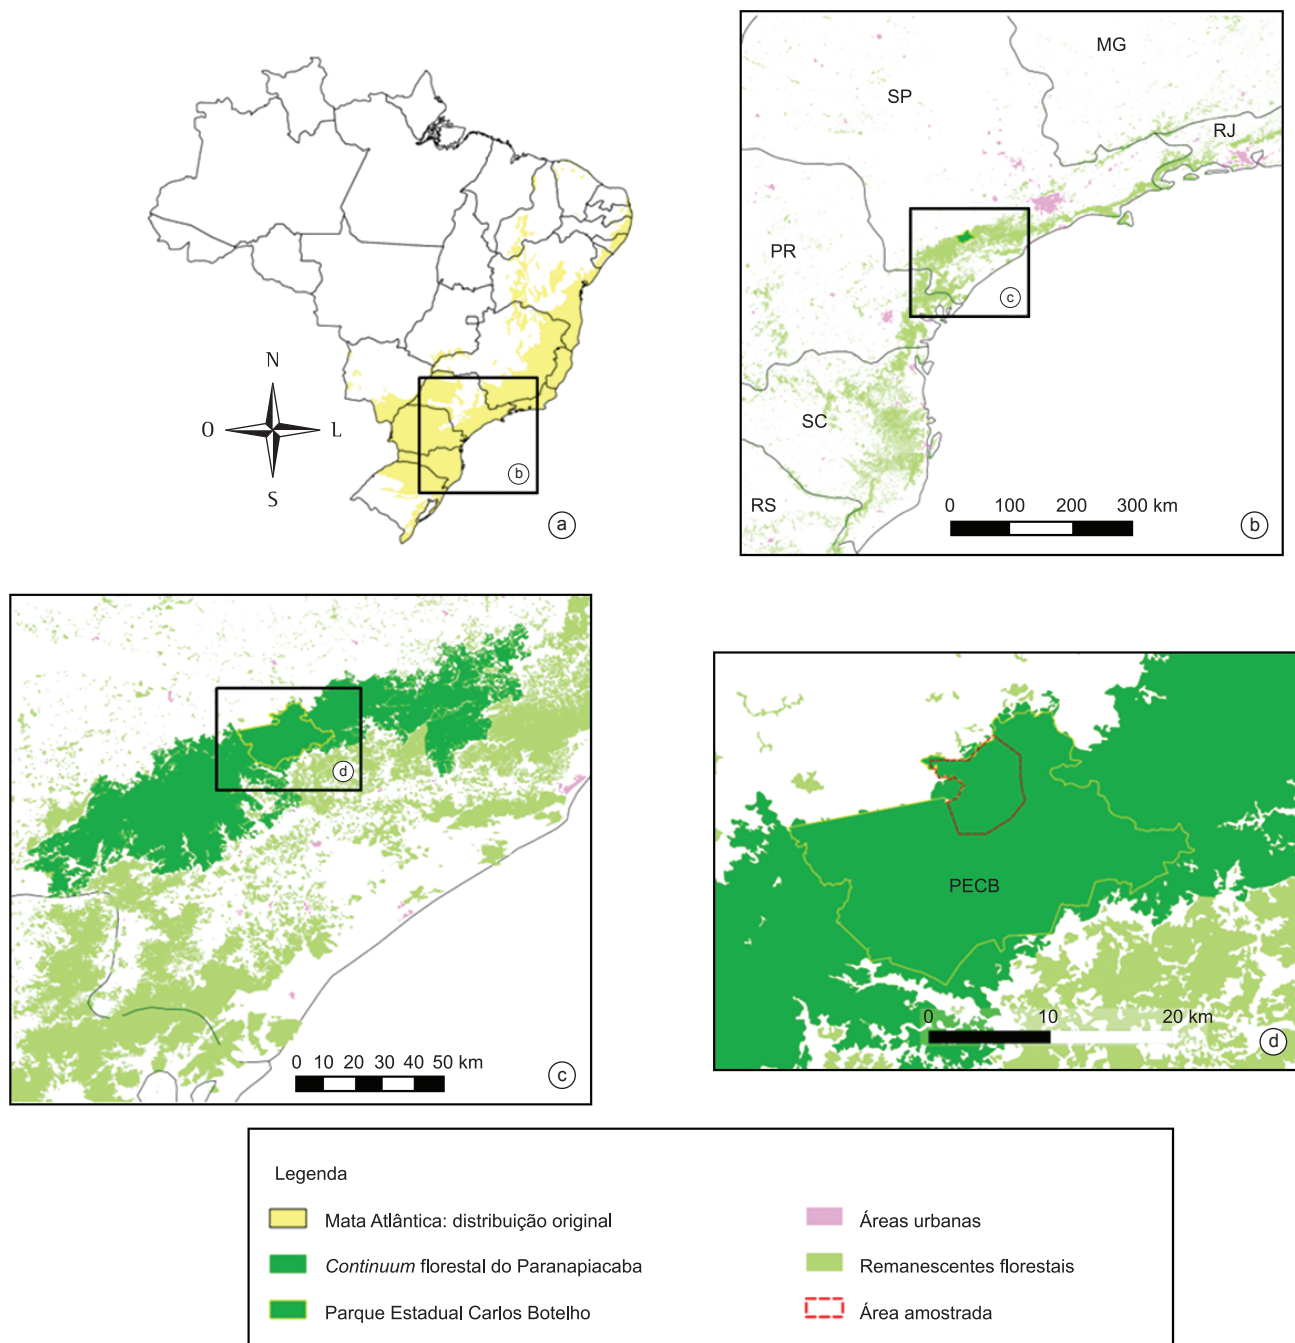 N
O
L
S
b
a
MG
SP
RJ
PR
c
SC
RS
0 100 200 300 km
b
d
0 10 20 30 40 50 km
c
PECB
0 10 20 km
d
Legenda
Mata Atlântica: distribuição original
Continuum florestal do Paranapiacaba
Parque Estadual Carlos Botelho
Áreas urbanas
Remanescentes florestais
Área amostrada